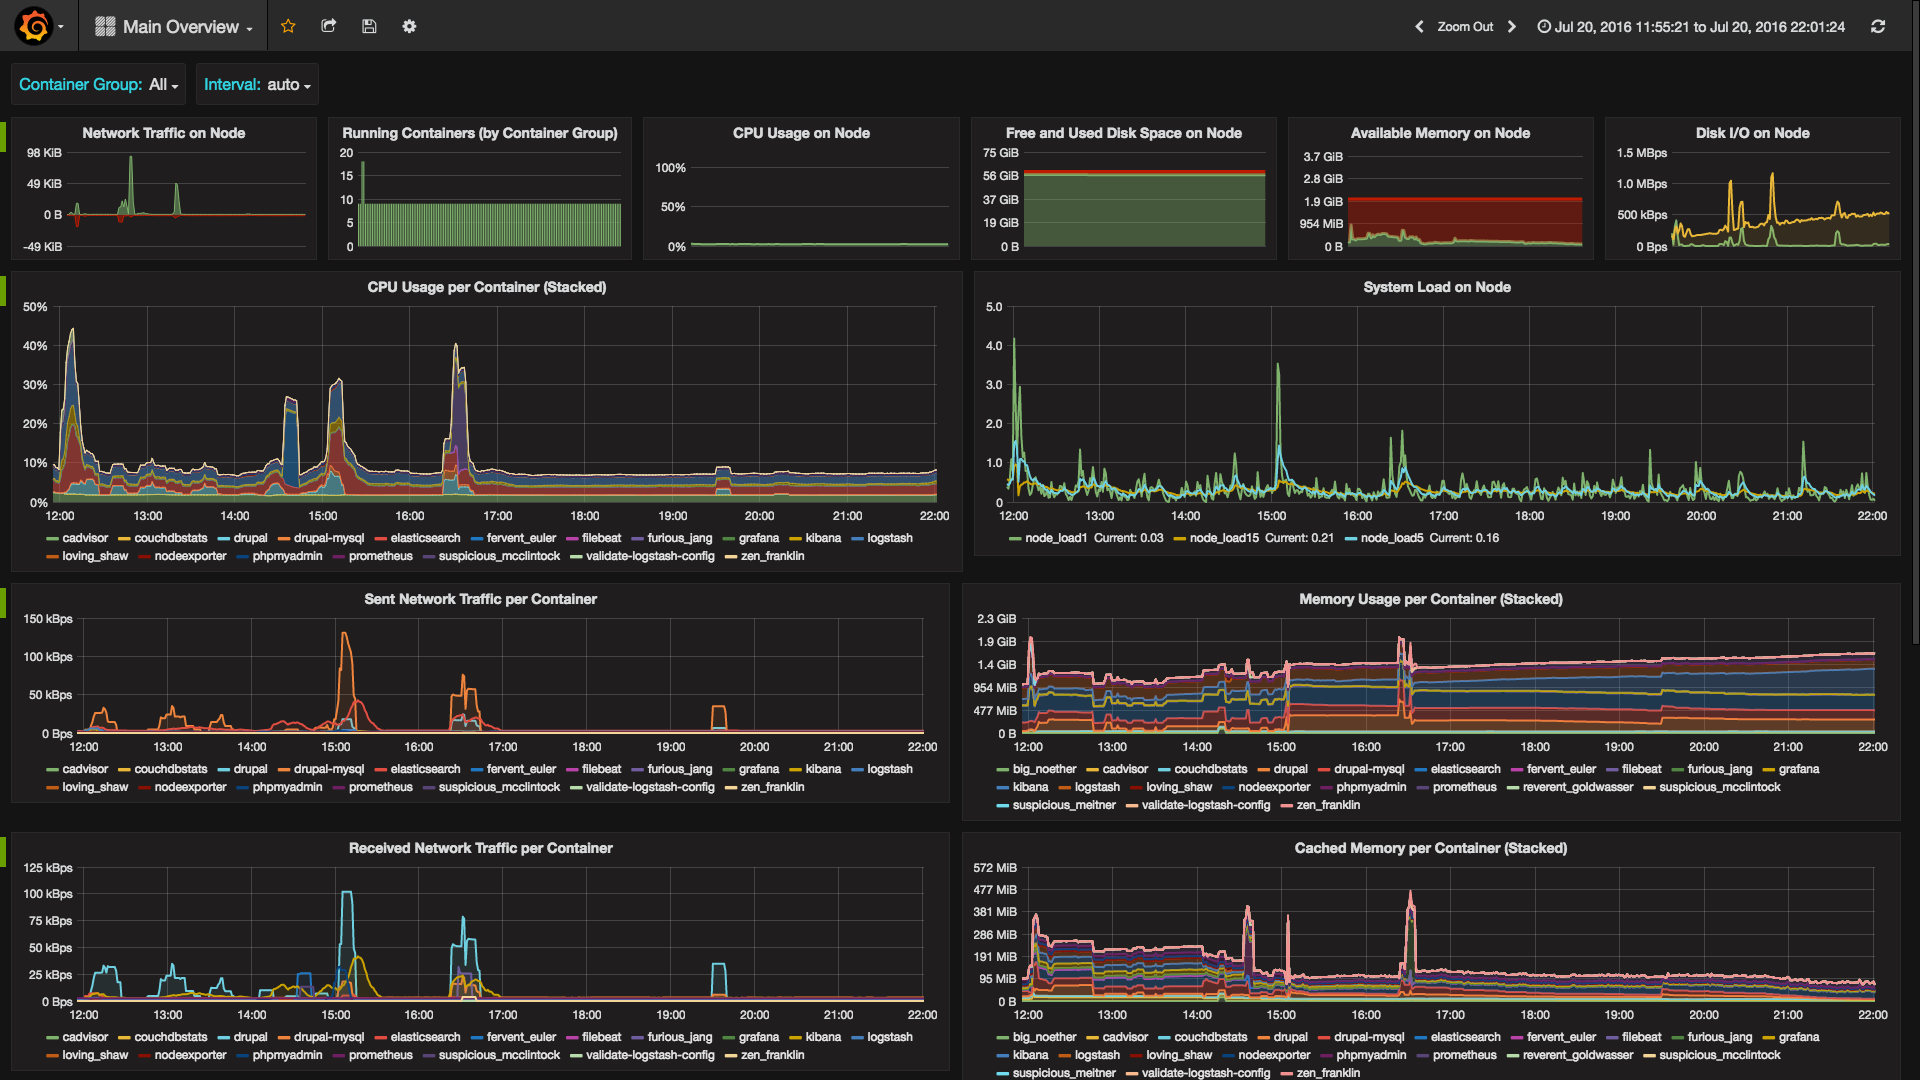 Main Overview
Zoom Out
Jul 20, 2016 11:55:21 to Jul 20, 2016 22:01:24
Container Group: All
Interval: auto
Network Traffic on Node
98 KiB
49 KiB
0 B
-49 KiB
Running Containers (by Container Group)
20
15
10
5
0
CPU Usage on Node
100%
50%
0%
Free and Used Disk Space on Node
75 GiB
56 GiB
37 GiB
19 GiB
0 B
Available Memory on Node
3.7 GiB
2.8 GiB
1.9 GiB
954 MiB
0 B
Disk I/O on Node
1.5 MBps
1.0 MBps
500 kBps
0 Bps
CPU Usage per Container (Stacked)
50%
40%
30%
20%
10%
0%
12:00 13:00 14:00 15:00 16:00 17:00 18:00 19:00 20:00 21:00 22:00
cadvisor couchdbstats drupal drupal-mysql elasticsearch fervent_euler filebeat furious_jang grafana kibana logstash
loving_shaw nodeexporter phpmyadmin prometheus suspicious_mcclintock validate-logstash-config zen_franklin
System Load on Node
5.0
4.0
3.0
2.0
1.0
0
12:00 13:00 14:00 15:00 16:00 17:00 18:00 19:00 20:00 21:00 22:00
node_load1 Current: 0.03 node_load15 Current: 0.21 node_load5 Current: 0.16
Sent Network Traffic per Container
150 kBps
100 kBps
50 kBps
0 Bps
12:00 13:00 14:00 15:00 16:00 17:00 18:00 19:00 20:00 21:00 22:00
cadvisor couchdbstats drupal drupal-mysql elasticsearch fervent_euler filebeat furious_jang grafana kibana logstash
loving_shaw nodeexporter phpmyadmin prometheus suspicious_mcclintock validate-logstash-config zen_franklin
Memory Usage per Container (Stacked)
2.3 GiB
1.9 GiB
1.4 GiB
954 MiB
477 MiB
0 B
12:00 13:00 14:00 15:00 16:00 17:00 18:00 19:00 20:00 21:00 22:00
big_noether cadvisor couchdbstats drupal drupal-mysql elasticsearch fervent_euler filebeat furious_jang grafana
kibana logstash loving_shaw nodeexporter phpmyadmin prometheus reverent_goldwasser suspicious_mcclintock
suspicious_meitner validate-logstash-config zen_franklin
Received Network Traffic per Container
125 kBps
100 kBps
75 kBps
50 kBps
25 kBps
0 Bps
12:00 13:00 14:00 15:00 16:00 17:00 18:00 19:00 20:00 21:00 22:00
cadvisor couchdbstats drupal drupal-mysql elasticsearch fervent_euler filebeat furious_jang grafana kibana logstash
loving_shaw nodeexporter phpmyadmin prometheus suspicious_mcclintock validate-logstash-config zen_franklin
Cached Memory per Container (Stacked)
572 MiB
477 MiB
381 MiB
286 MiB
191 MiB
95 MiB
0 B
12:00 13:00 14:00 15:00 16:00 17:00 18:00 19:00 20:00 21:00 22:00
big_noether cadvisor couchdbstats drupal drupal-mysql elasticsearch fervent_euler filebeat furious_jang grafana
kibana logstash loving_shaw nodeexporter phpmyadmin prometheus reverent_goldwasser suspicious_mcclintock
suspicious_meitner validate-logstash-config zen_franklin